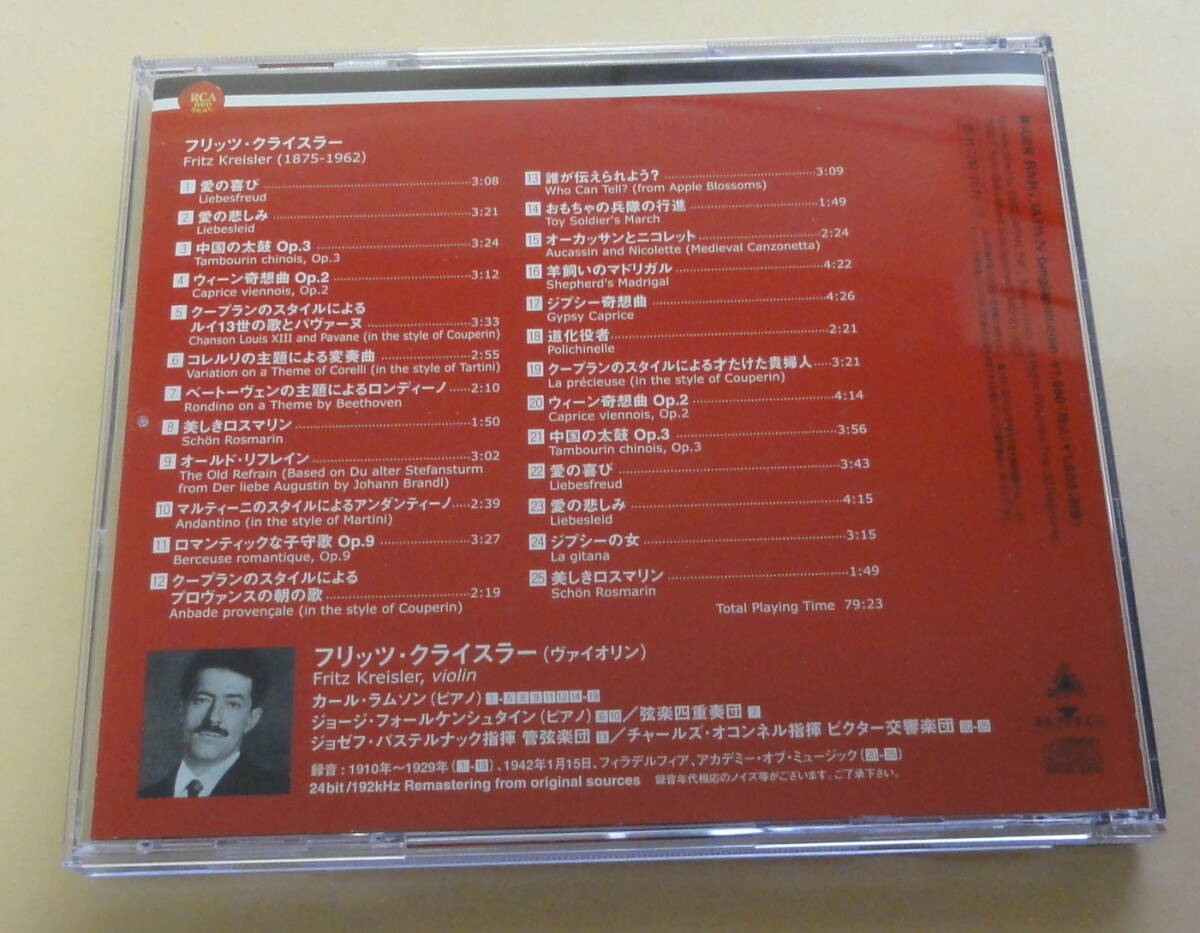 RCA
RED
SEAL
フリッツ・クライスラー
Fritz Kreisler (1875-1962)
1 愛の喜び 3:08
Liebesfreud
2 愛の悲しみ 3:21
Liebesleid
3 中国の太鼓 Op.3 3:24
Tambourin chinois, Op.3
4 ウィーン奇想曲 Op.2 3:12
Caprice viennois, Op.2
5 クープランのスタイルによる
ルイ13世の歌とパヴァーヌ 3:33
Chanson Louis XIII and Pavane (in the style of Couperin)
6 コレルリの主題による変奏曲 2:55
Variation on a Theme of Corelli (in the style of Tartini)
7 ベートーヴェンの主題によるロンディーノ 2:10
Rondino on a Theme by Beethoven
8 美しきロスマリン 1:50
Schön Rosmarin
9 オールド・リフレイン 3:02
The Old Refrain (Based on Du alter Stefansturm
from Der liebe Augustin by Johann Brandl)
10 マルティーニのスタイルによるアンダンティーノ 2:39
Andantino (in the style of Martini)
11 ロマンティックな子守歌 Op.9 3:27
Berceuse romantique, Op.9
12 クープランのスタイルによる
プロヴァンスの朝の歌 2:19
Anbade provençale (in the style of Couperin)
13 誰が伝えられよう? 3:09
Who Can Tell? (from Apple Blossoms)
14 おもちゃの兵隊の行進 1:49
Toy Soldier's March
15 オーカッサンとニコレット 2:24
Aucassin and Nicolette (Medieval Canzonetta)
16 羊飼いのマドリガル 4:22
Shepherd's Madrigal
17 ジプシー奇想曲 4:26
Gypsy Caprice
18 道化役者 2:21
Polichinelle
19 クープランのスタイルによる才たけた貴婦人 3:21
La précieuse (in the style of Couperin)
20 ウィーン奇想曲 Op.2 4:14
Caprice viennois, Op.2
21 中国の太鼓 Op.3 3:56
Tambourin chinois, Op.3
22 愛の喜び 3:43
Liebesfreud
23 愛の悲しみ 4:15
Liebesleid
24 ジプシーの女 3:15
La gitana
25 美しきロスマリン 1:49
Schön Rosmarin
Total Playing Time 79:23
フリッツ・クライスラー(ヴァイオリン)
Fritz Kreisler, violin
カール・ラムソン(ピアノ)
ジョージ・フォールケンシュタイン(ピアノ) /弦楽四重奏団
ジョゼフ・パステルナック指揮 管弦楽団 /チャールズ・オコンネル指揮 ビクター交響楽団
録音:1910年~1929年( )、1942年1月15日、フィラデルフィア、アカデミー・オブ・ミュージック( )
24bit/192kHz Remastering from original sources 録音年代相応のノイズ等がございます。ご了承下さい。